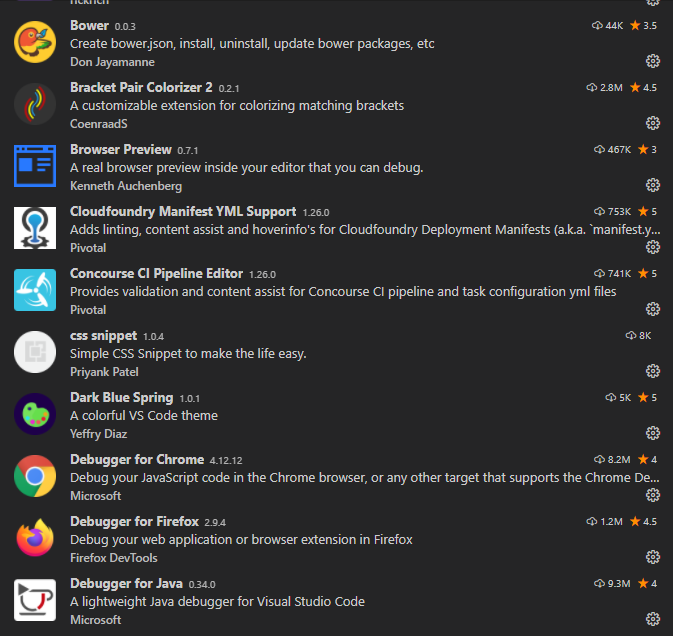 Bower 0.0.3 44K 3.5
Create bower.json, install, uninstall, update bower packages, etc
Don Jayamanne
Bracket Pair Colorizer 2 0.2.1 2.8M 4.5
A customizable extension for colorizing matching brackets
CoenraadS
Browser Preview 0.7.1 467K 3
A real browser preview inside your editor that you can debug.
Kenneth Auchenberg
Cloudfoundry Manifest YML Support 1.26.0 753K 5
Adds linting, content assist and hoverinfo's for Cloudfoundry Deployment Manifests (a.k.a. `manifest.y...
Pivotal
Concourse CI Pipeline Editor 1.26.0 741K 5
Provides validation and content assist for Concourse CI pipeline and task configuration yml files
Pivotal
css snippet 1.0.4 8K
Simple CSS Snippet to make the life easy.
Priyank Patel
Dark Blue Spring 1.0.1 5K 5
A colorful VS Code theme
Yeffry Diaz
Debugger for Chrome 4.12.12 8.2M 4
Debug your JavaScript code in the Chrome browser, or any other target that supports the Chrome De...
Microsoft
Debugger for Firefox 2.9.4 1.2M 4.5
Debug your web application or browser extension in Firefox
Firefox DevTools
Debugger for Java 0.34.0 9.3M 4
A lightweight Java debugger for Visual Studio Code
Microsoft